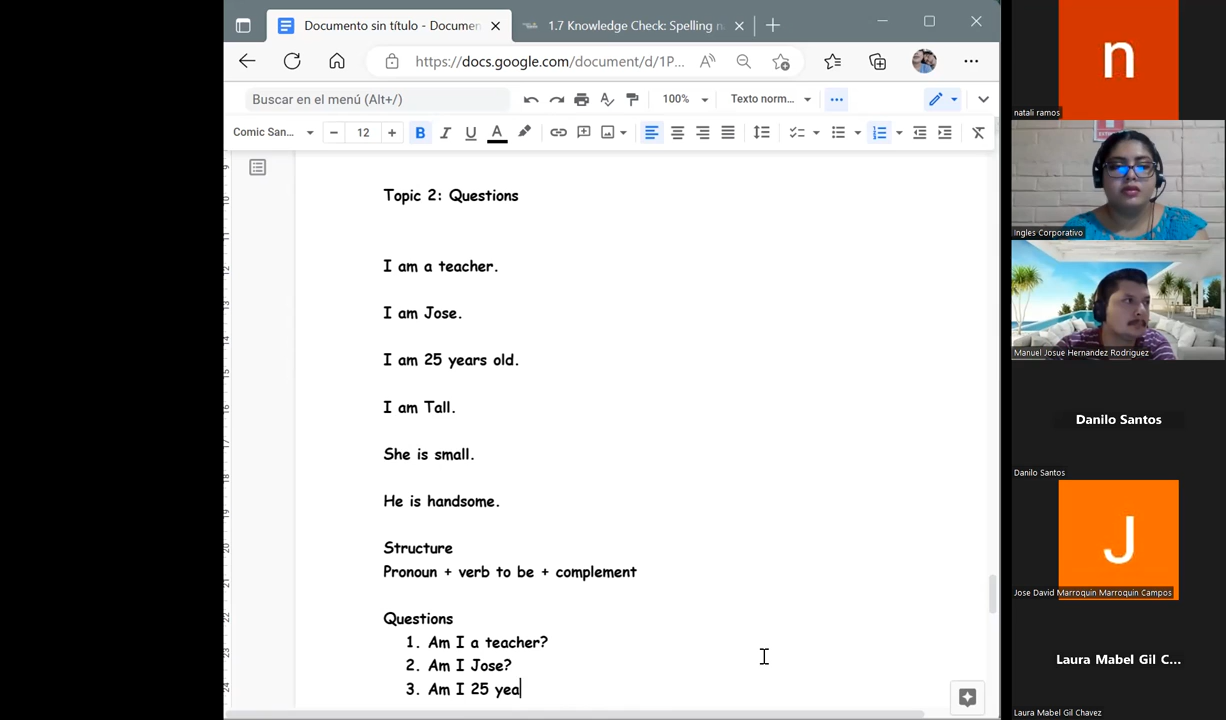 Documento sin título - Documen
1.7 Knowledge Check: Spelling n
https://docs.google.com/document/d/1P...
Buscar en el menú (Alt+/)
100%
Texto norm...
Comic San...
12
Topic 2: Questions
I am a teacher.
I am Jose.
I am 25 years old.
I am Tall.
She is small.
He is handsome.
Structure
Pronoun + verb to be + complement
Questions
1. Am I a teacher?
2. Am I Jose?
3. Am I 25 yea
n
natali ramos
Ingles Corporativo
Manuel Josue Hernandez Rodriguez
Danilo Santos
Danilo Santos
J
Jose David Marroquin Marroquin Campos
Laura Mabel Gil C...
Laura Mabel Gil Chavez